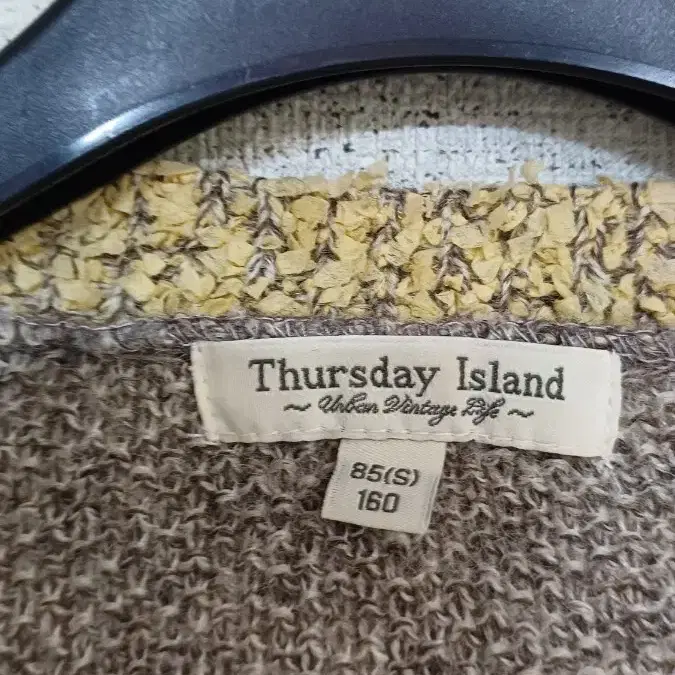 Thursday Island
~ Urban Vintage Life ~
85(S)
160